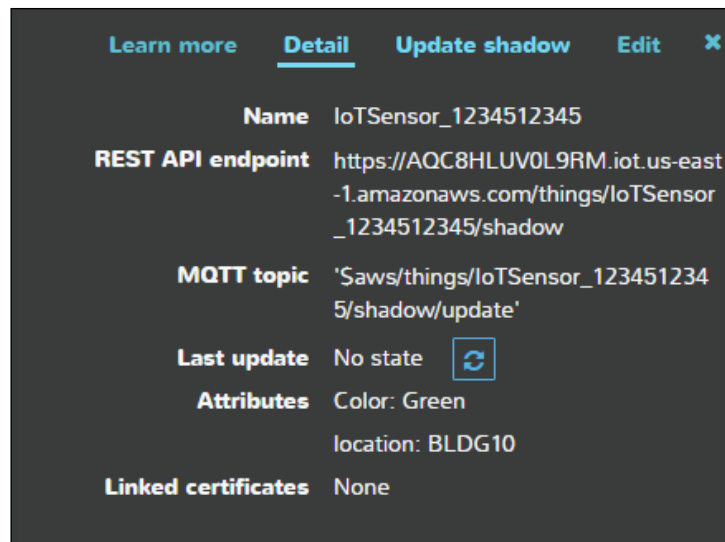 Learn more Detail Update shadow Edit ×
Name IoTSensor_1234512345
REST API endpoint https://AQC8HLUV0L9RM.iot.us-east
-1.amazonaws.com/things/IoTSensor
_1234512345/shadow
MQTT topic '$aws/things/IoTSensor_123451234
5/shadow/update'
Last update No state
Attributes Color: Green
location: BLDG10
Linked certificates None